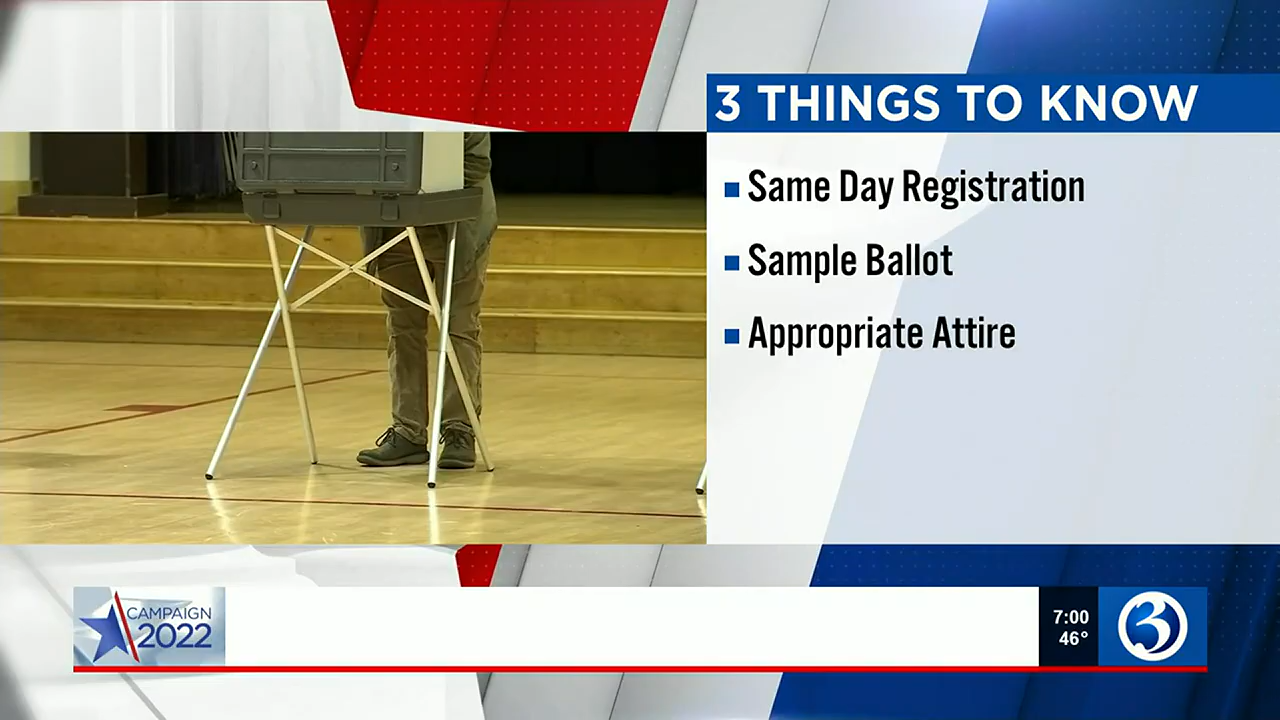 3 THINGS TO KNOW
Same Day Registration
Sample Ballot
Appropriate Attire
CAMPAIGN
2022
7:00
46°
3